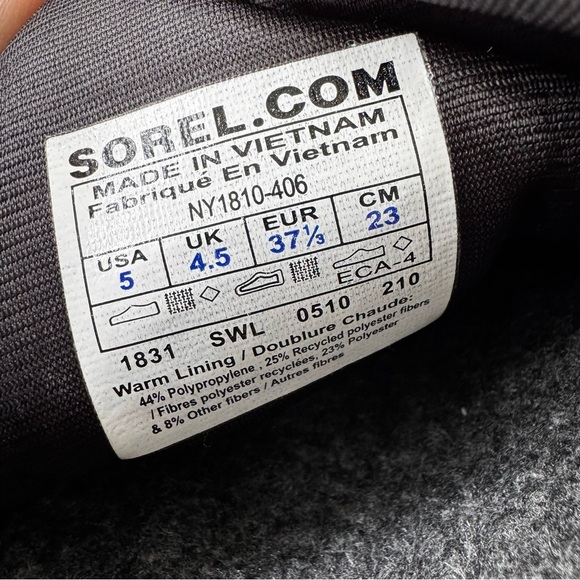 SOREL.COM
MADE IN VIETNAM
Fabriqué En Vietnam
NY1810-406
USA UK EUR CM
5 4.5 37⅓ 23
ECA-4
1831 SWL 0510 210
Warm Lining / Doublure Chaude:
44% Polypropylene , 25% Recycled polyester fibers
/ Fibres polyester recyclées, 23% Polyester
& 8% Other fibers / Autres fibres